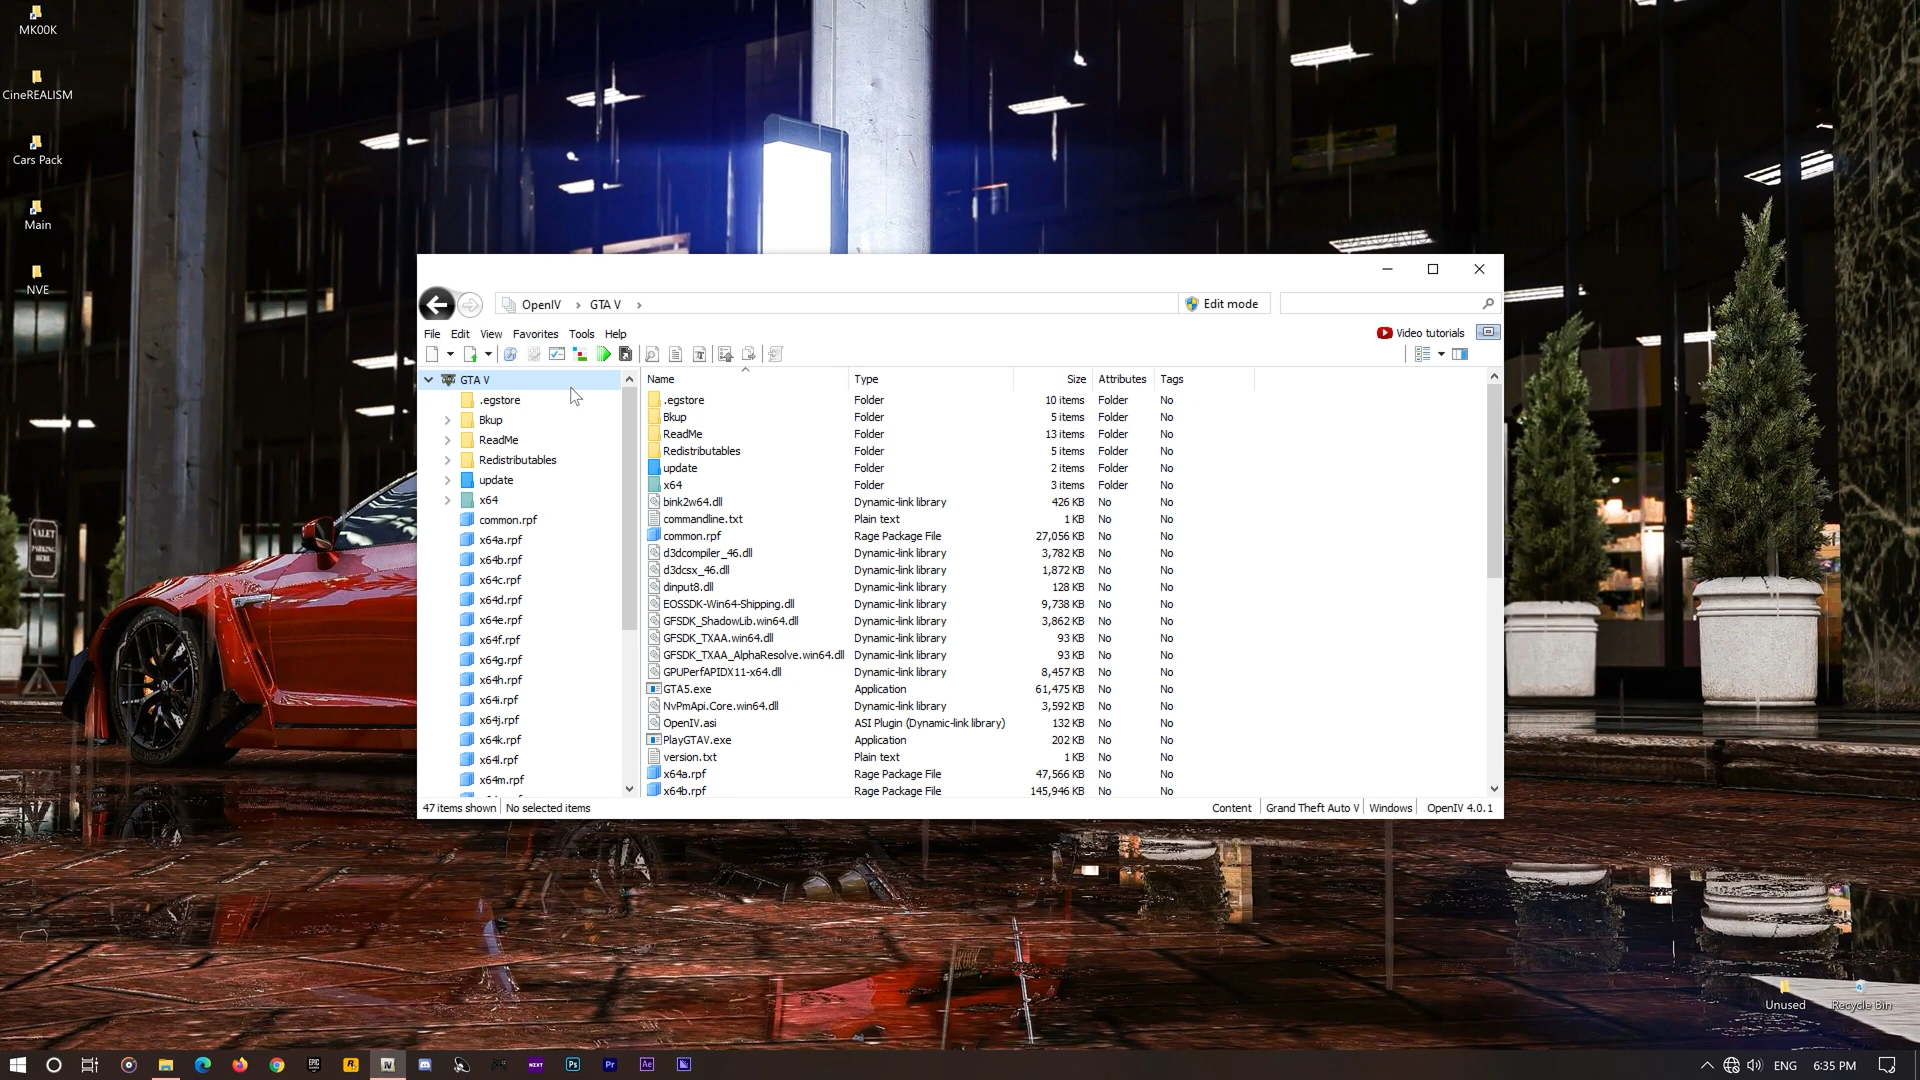 MK00K
CineREALISM
Cars Pack
Main
NVE
VALET
PARKING
HERE
OpenIV › GTA V ›
Edit mode
File Edit View Favorites Tools Help
Video tutorials
GTA V
.egstore
Bkup
ReadMe
Redistributables
update
x64
common.rpf
x64a.rpf
x64b.rpf
x64c.rpf
x64d.rpf
x64e.rpf
x64f.rpf
x64g.rpf
x64h.rpf
x64i.rpf
x64j.rpf
x64k.rpf
x64l.rpf
x64m.rpf
Name Type Size Attributes Tags
.egstore Folder 10 items Folder No
Bkup Folder 5 items Folder No
ReadMe Folder 13 items Folder No
Redistributables Folder 5 items Folder No
update Folder 2 items Folder No
x64 Folder 3 items Folder No
bink2w64.dll Dynamic-link library 426 KB No No
commandline.txt Plain text 1 KB No No
common.rpf Rage Package File 27,056 KB No No
d3dcompiler_46.dll Dynamic-link library 3,782 KB No No
d3dcsx_46.dll Dynamic-link library 1,872 KB No No
dinput8.dll Dynamic-link library 128 KB No No
EOSSDK-Win64-Shipping.dll Dynamic-link library 9,738 KB No No
GFSDK_ShadowLib.win64.dll Dynamic-link library 3,862 KB No No
GFSDK_TXAA.win64.dll Dynamic-link library 93 KB No No
GFSDK_TXAA_AlphaResolve.win64.dll Dynamic-link library 93 KB No No
GPUPerfAPIDX11-x64.dll Dynamic-link library 8,457 KB No No
GTA5.exe Application 61,475 KB No No
NvPmApi.Core.win64.dll Dynamic-link library 3,592 KB No No
OpenIV.asi ASI Plugin (Dynamic-link library) 132 KB No No
PlayGTAV.exe Application 202 KB No No
version.txt Plain text 1 KB No No
x64a.rpf Rage Package File 47,566 KB No No
x64b.rpf Rage Package File 145,946 KB No No
47 items shown No selected items Content Grand Theft Auto V Windows OpenIV 4.0.1
Unused
Recycle Bin
EPIC
R
IV
NEXT
Ps
Pr
Ae
ENG
6:35 PM